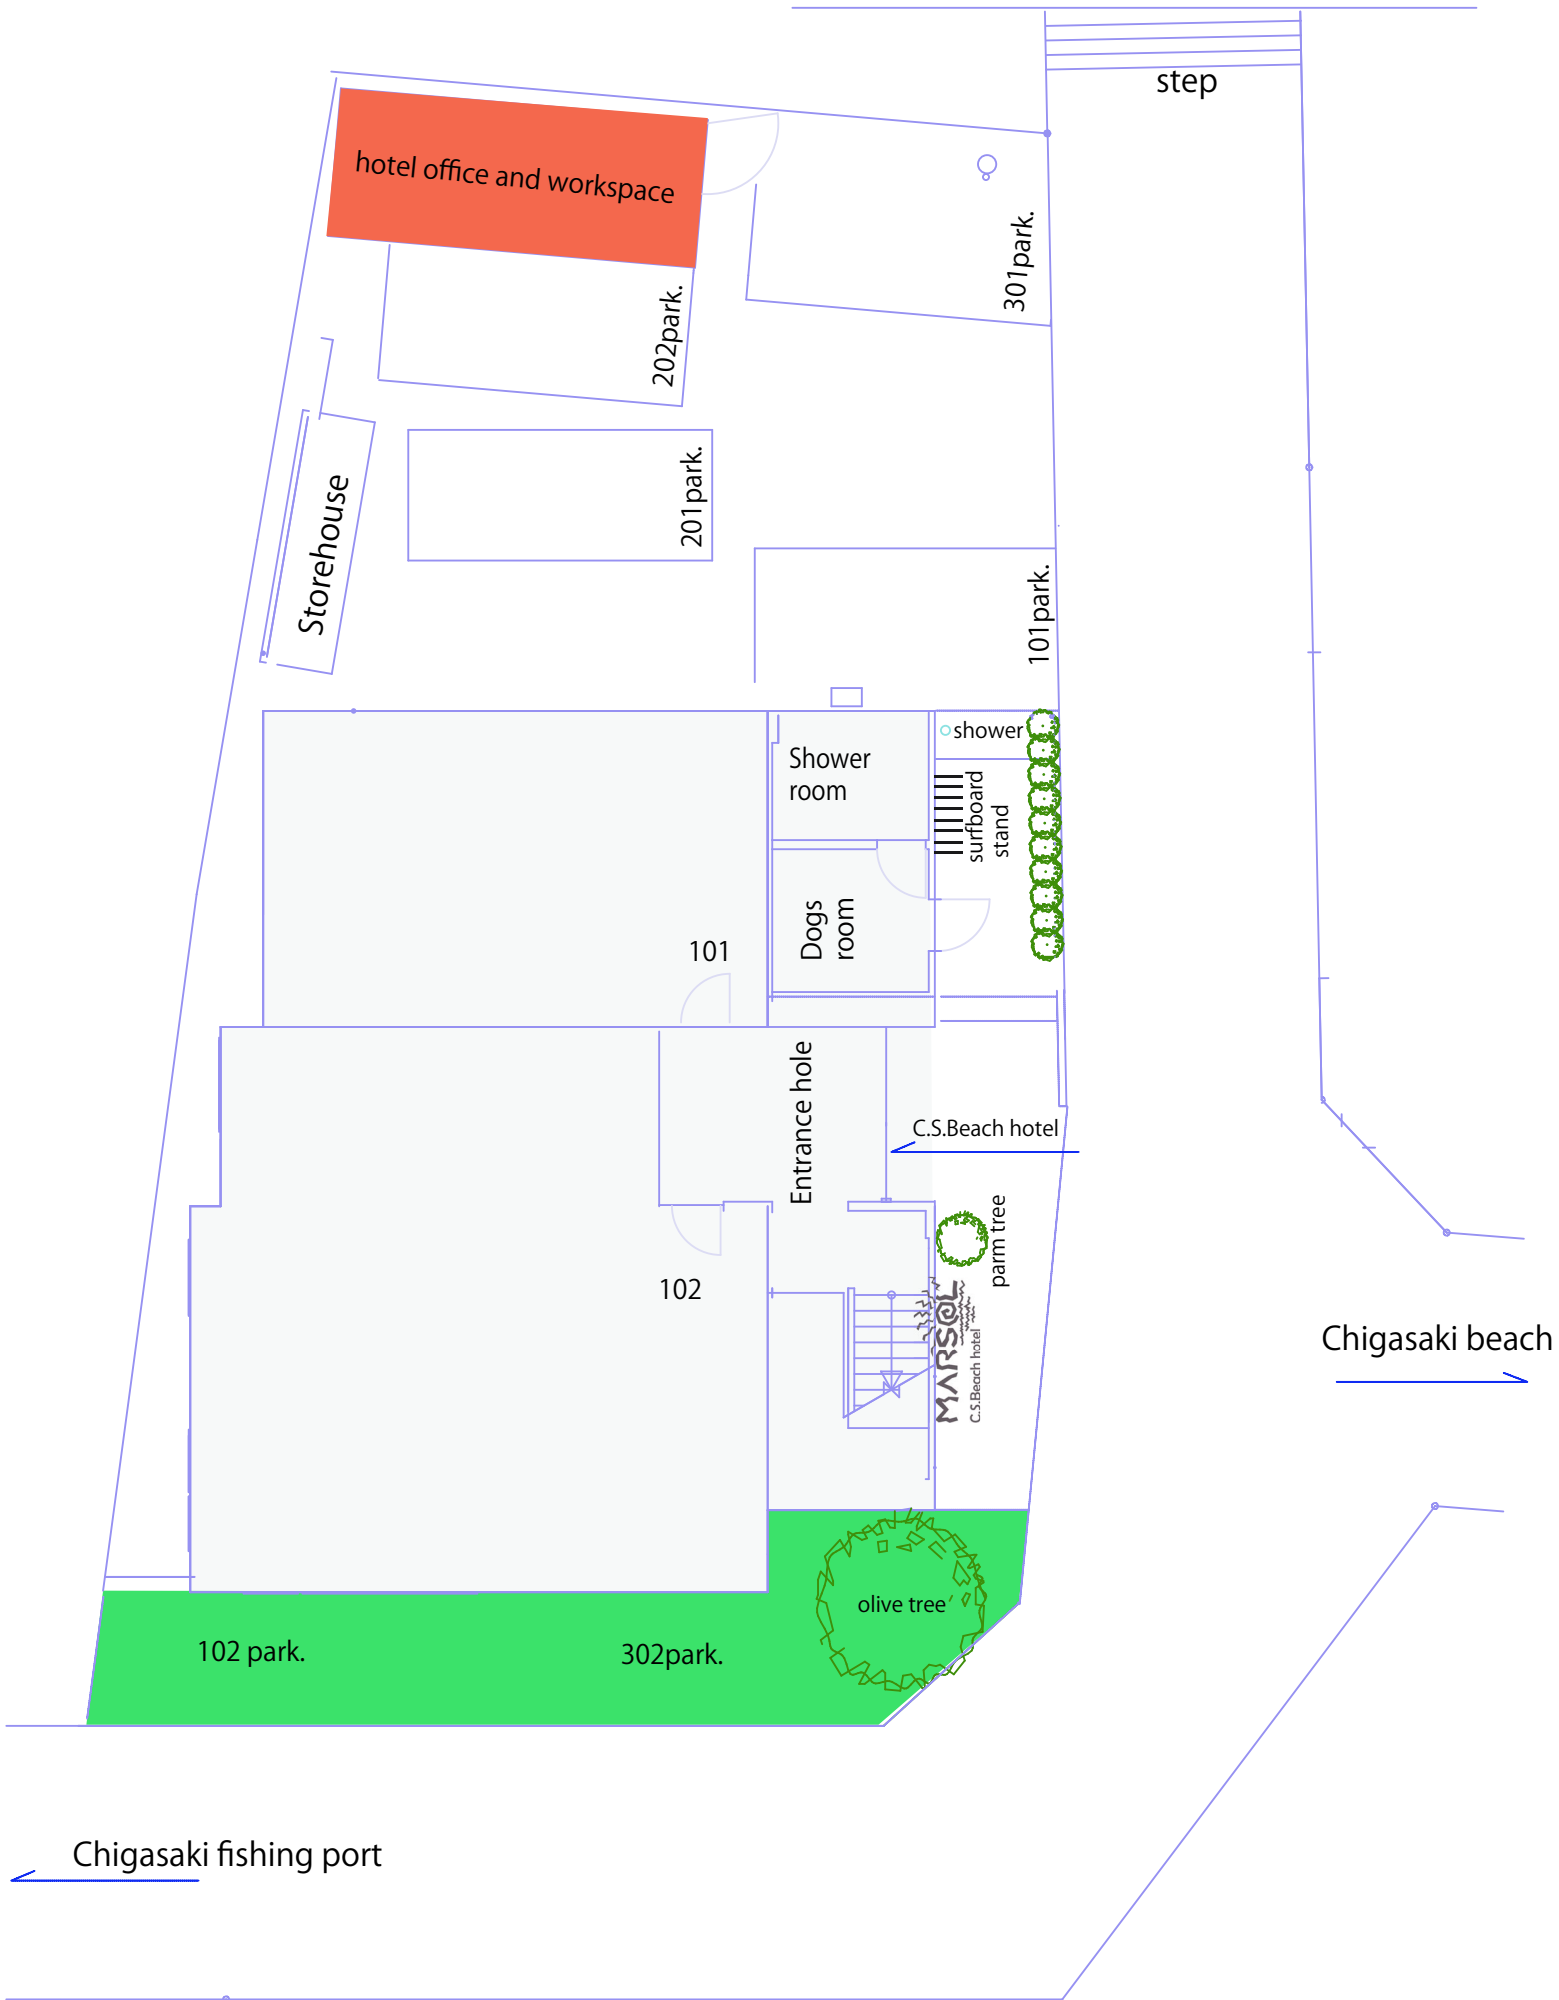 step
hotel office and workspace
301park.
202park.
201park.
Storehouse
101park.
shower
Shower
room
surfboard
stand
Dogs
room
101
Entrance hole
C.S.Beach hotel
parm tree
102
MARSOL
C.S.Beach hotel
Chigasaki beach
olive tree
102 park.
302park.
Chigasaki fishing port